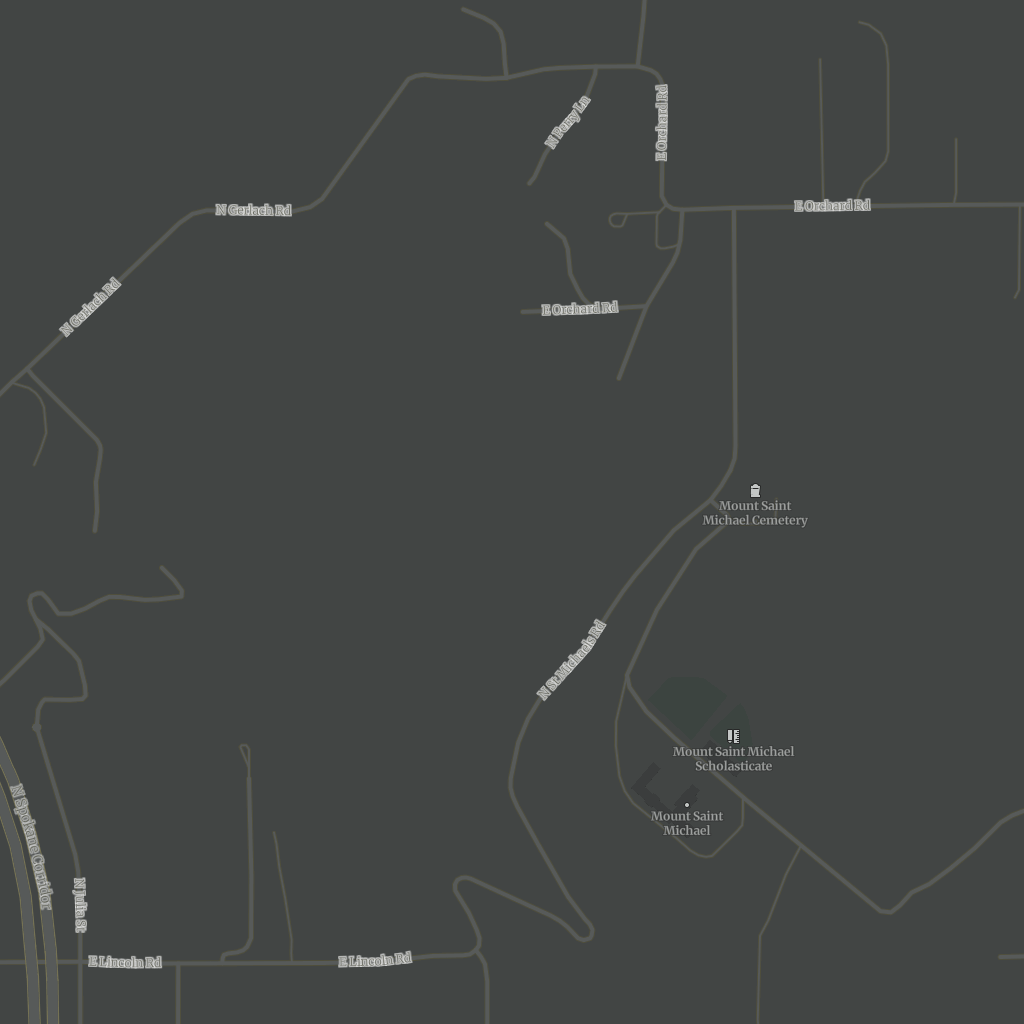 N Perry Ln
E Orchard Rd
E Orchard Rd
N Gerlach Rd
N Gerlach Rd
E Orchard Rd
Mount Saint
Michael Cemetery
N St Michaels Rd
Mount Saint Michael
Scholasticate
Mount Saint
Michael
N Spokane Corridor
N Julia St
E Lincoln Rd
E Lincoln Rd